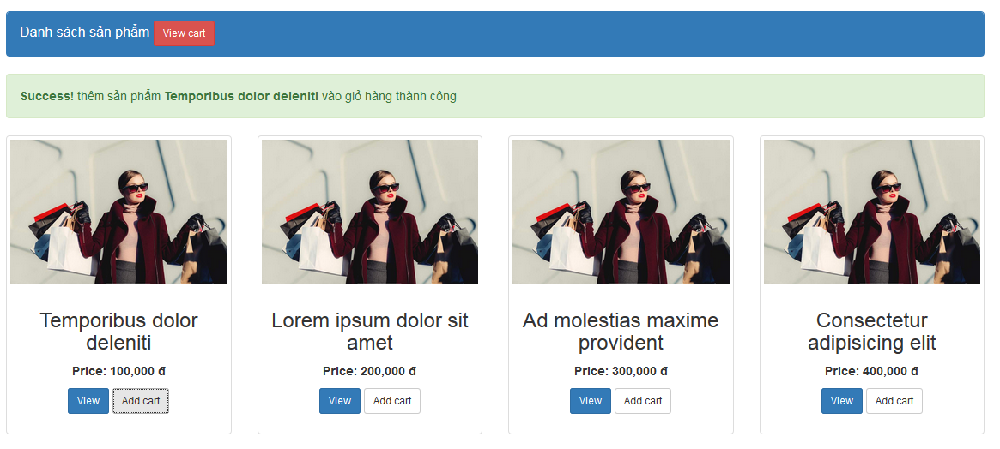 Danh sách sản phẩm View cart
Success! thêm sản phẩm Temporibus dolor deleniti vào giỏ hàng thành công
Temporibus dolor
deleniti
Price: 100,000 đ
View Add cart
Lorem ipsum dolor sit
amet
Price: 200,000 đ
View Add cart
Ad molestias maxime
provident
Price: 300,000 đ
View Add cart
Consectetur
adipisicing elit
Price: 400,000 đ
View Add cart